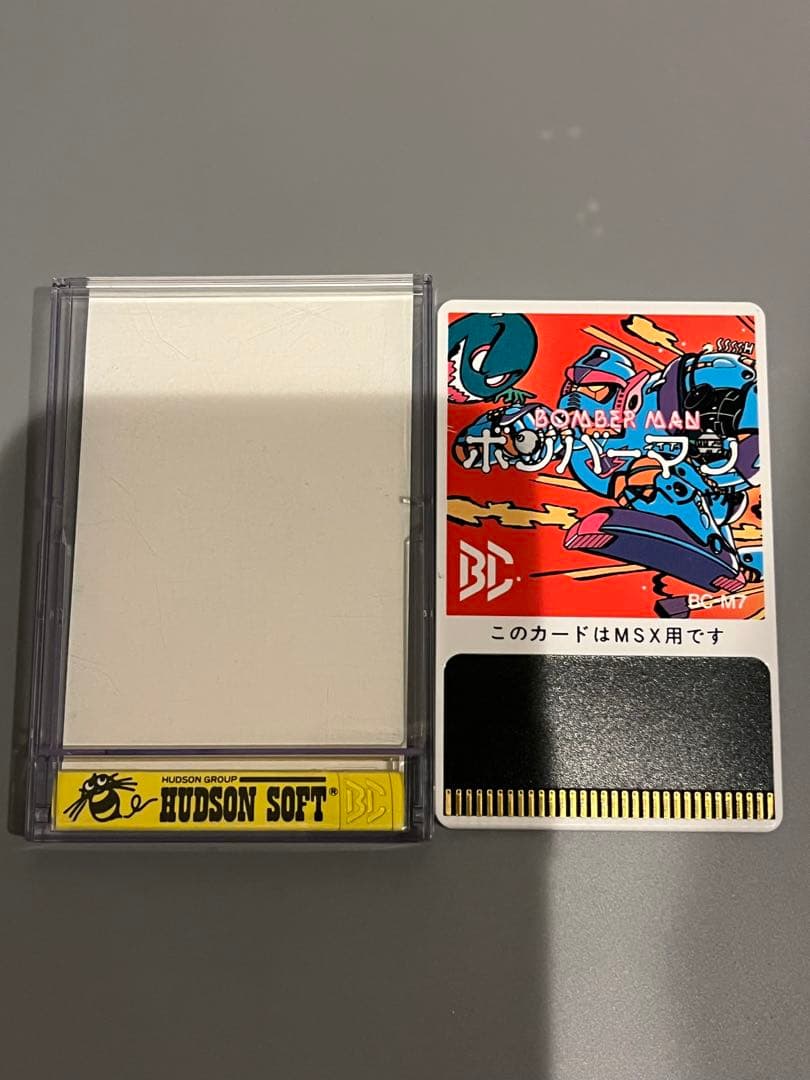 HUDSON GROUP
HUDSON SOFT®
BC
SSSSH
BOMBER MAN
ボンバーマン
BC
BC-M7
このカードはMSX用です